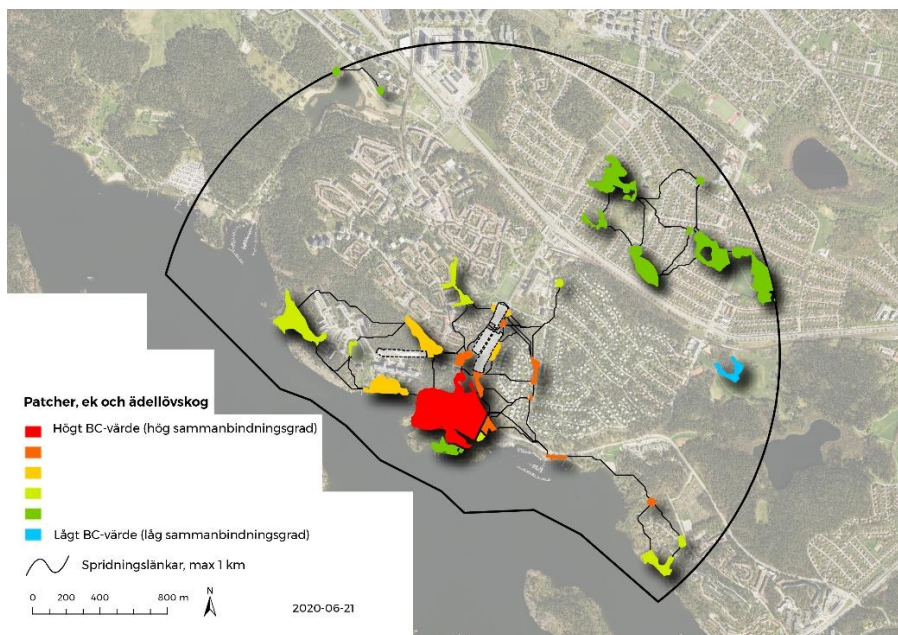 Patcher, ek och ädellövskog
Högt BC-värde (hög sammanbindningsgrad)
Lågt BC-värde (låg sammanbindningsgrad)
Spridningslänkar, max 1 km
0 200 400 800 m
N
2020-06-21